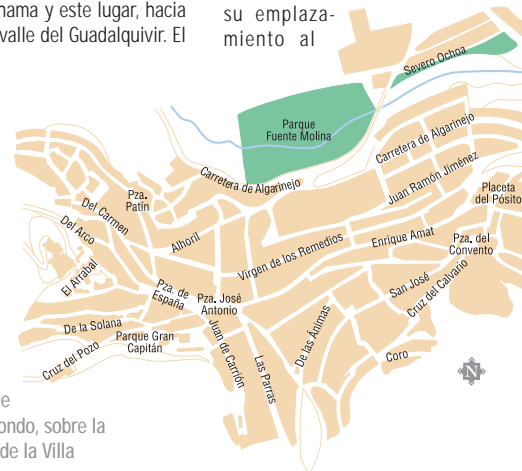 hama y este lugar, hacia
valle del Guadalquivir. El
su emplaza-
miento al
Severo Ochoa
Parque
Fuente Molina
Carretera de Algarinejo
Carretera de Algarinejo
Juan Ramón Jiménez
Placeta
del Pósito
Pza.
Patín
Del Carmen
Del Arco
Alhoril
Virgen de los Remedios
Enrique Amat
Pza. del
Convento
El Arrabal
Pza. de
España
Pza. José
Antonio
San José
Cruz del Calvario
De la Solana
Parque Gran
Capitán
Cruz del Pozo
Juan de Carrión
Las Parras
De las Ánimas
Coro
N
ondo, sobre la
de la Villa